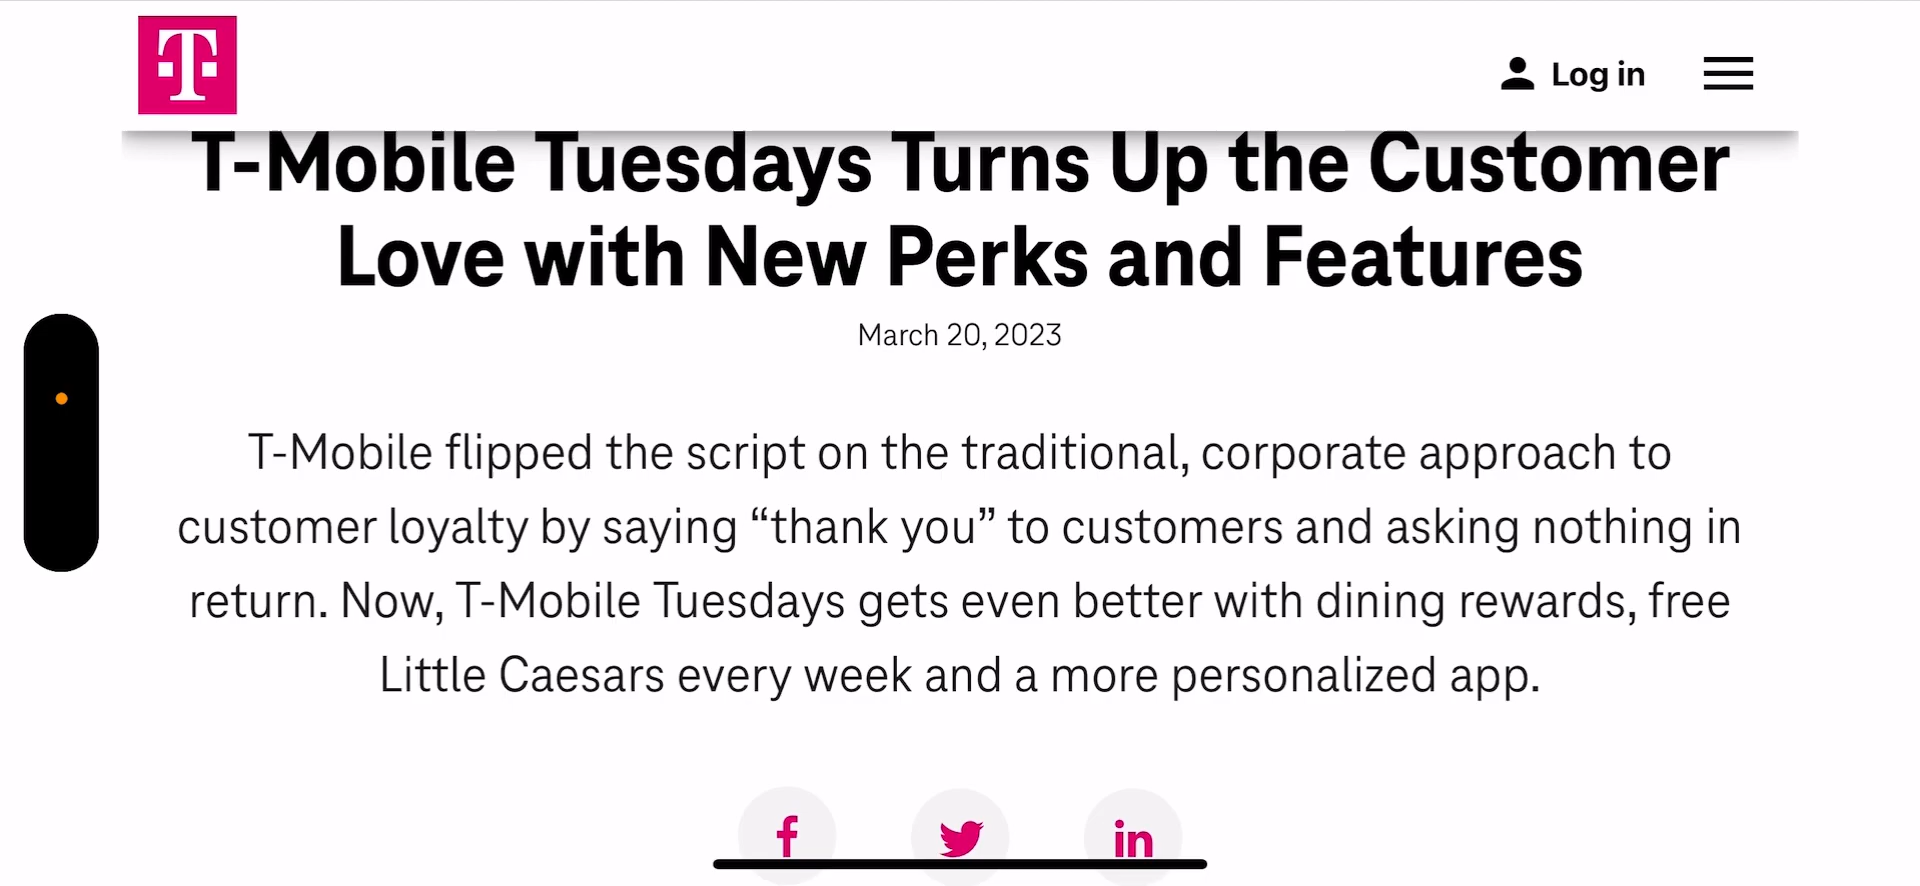 T
Log in
T-Mobile Tuesdays Turns Up the Customer
Love with New Perks and Features
March 20, 2023
T-Mobile flipped the script on the traditional, corporate approach to
customer loyalty by saying “thank you” to customers and asking nothing in
return. Now, T-Mobile Tuesdays gets even better with dining rewards, free
Little Caesars every week and a more personalized app.
f in